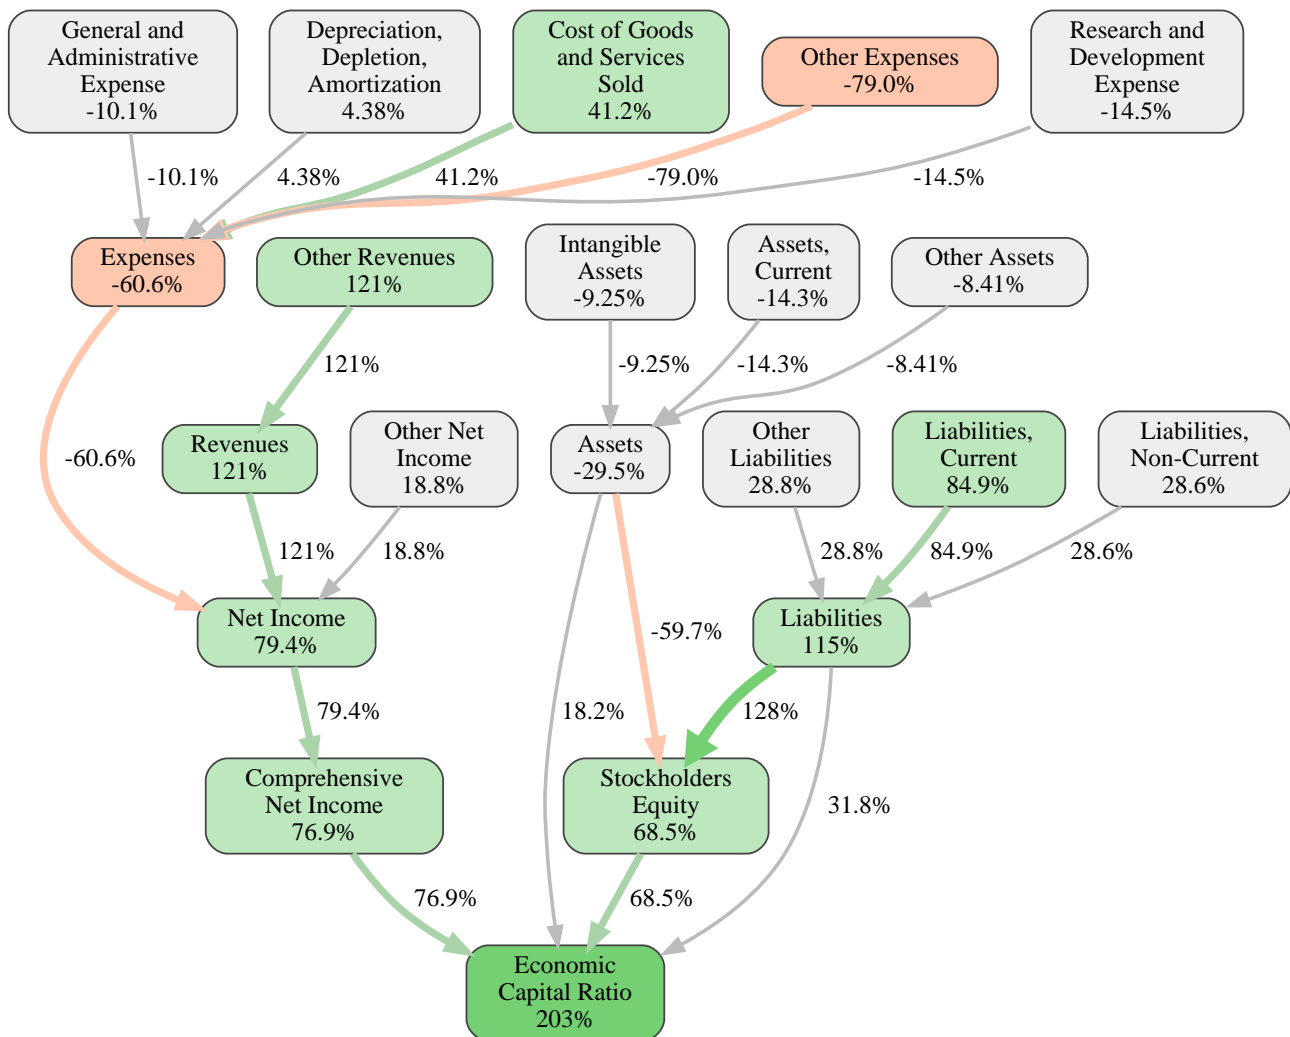 General and
Administrative
Expense
-10.1%
Depreciation,
Depletion,
Amortization
4.38%
Cost of Goods
and Services
Sold
41.2%
Other Expenses
-79.0%
Research and
Development
Expense
-14.5%
-10.1%
4.38%
41.2%
-79.0%
-14.5%
Expenses
-60.6%
Other Revenues
121%
Intangible
Assets
-9.25%
Assets,
Current
-14.3%
Other Assets
-8.41%
121%
-9.25%
-14.3%
-8.41%
-60.6%
Revenues
121%
Other Net
Income
18.8%
Assets
-29.5%
Other
Liabilities
28.8%
Liabilities,
Current
84.9%
Liabilities,
Non-Current
28.6%
121%
18.8%
28.8%
84.9%
28.6%
Net Income
79.4%
-59.7%
Liabilities
115%
79.4%
18.2%
128%
31.8%
Comprehensive
Net Income
76.9%
Stockholders
Equity
68.5%
76.9%
68.5%
Economic
Capital Ratio
203%